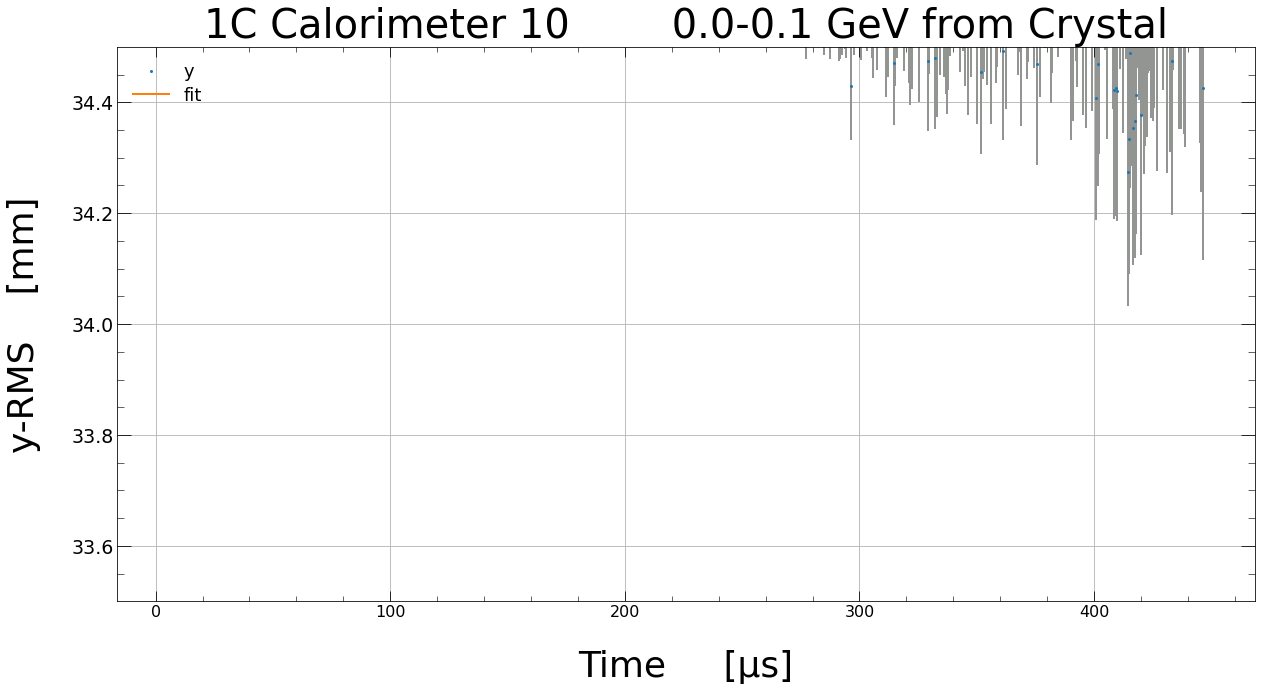 1C Calorimeter 10 0.0-0.1 GeV from Crystal
y
fit
y-RMS [mm]
34.4
34.2
34.0
33.8
33.6
0 100 200 300 400
Time [µs]